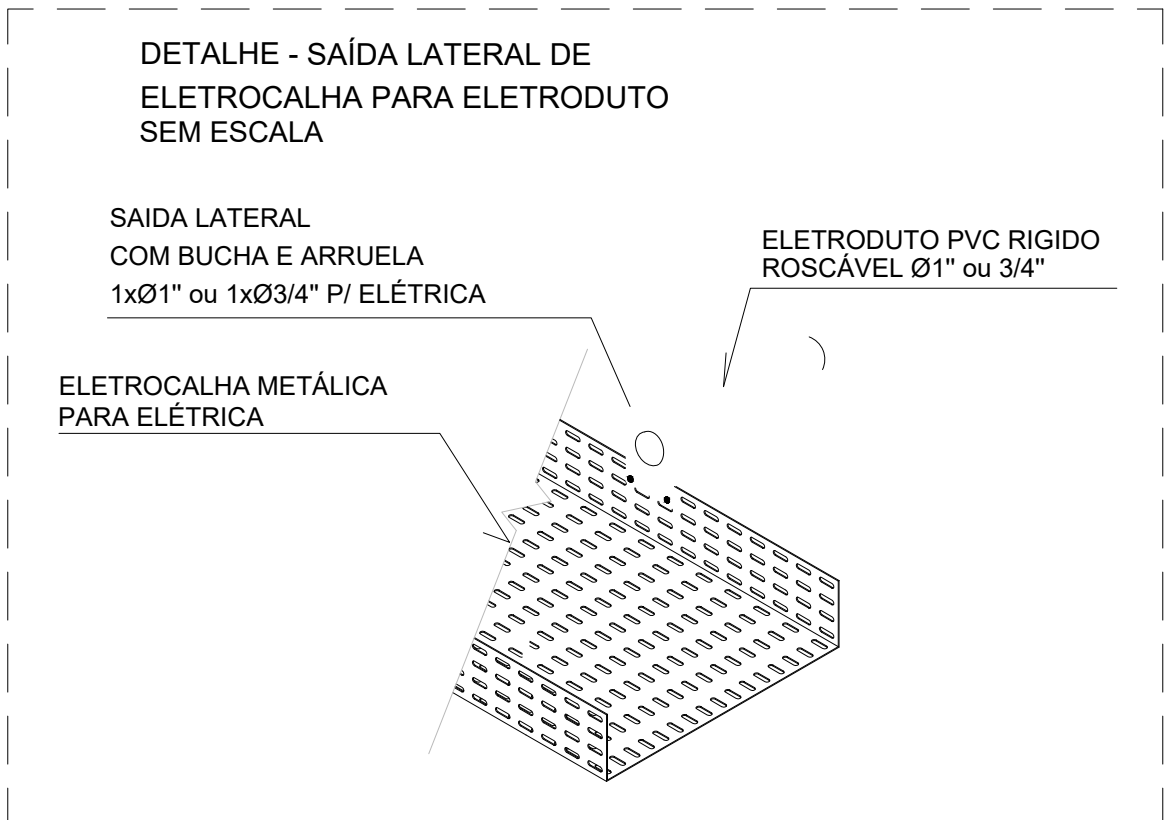 DETALHE - SAÍDA LATERAL DE
ELETROCALHA PARA ELETRODUTO
SEM ESCALA
SAIDA LATERAL
COM BUCHA E ARRUELA
1xØ1" ou 1xØ3/4" P/ ELÉTRICA
ELETRODUTO PVC RIGIDO
ROSCÁVEL Ø1" ou 3/4"
ELETROCALHA METÁLICA
PARA ELÉTRICA